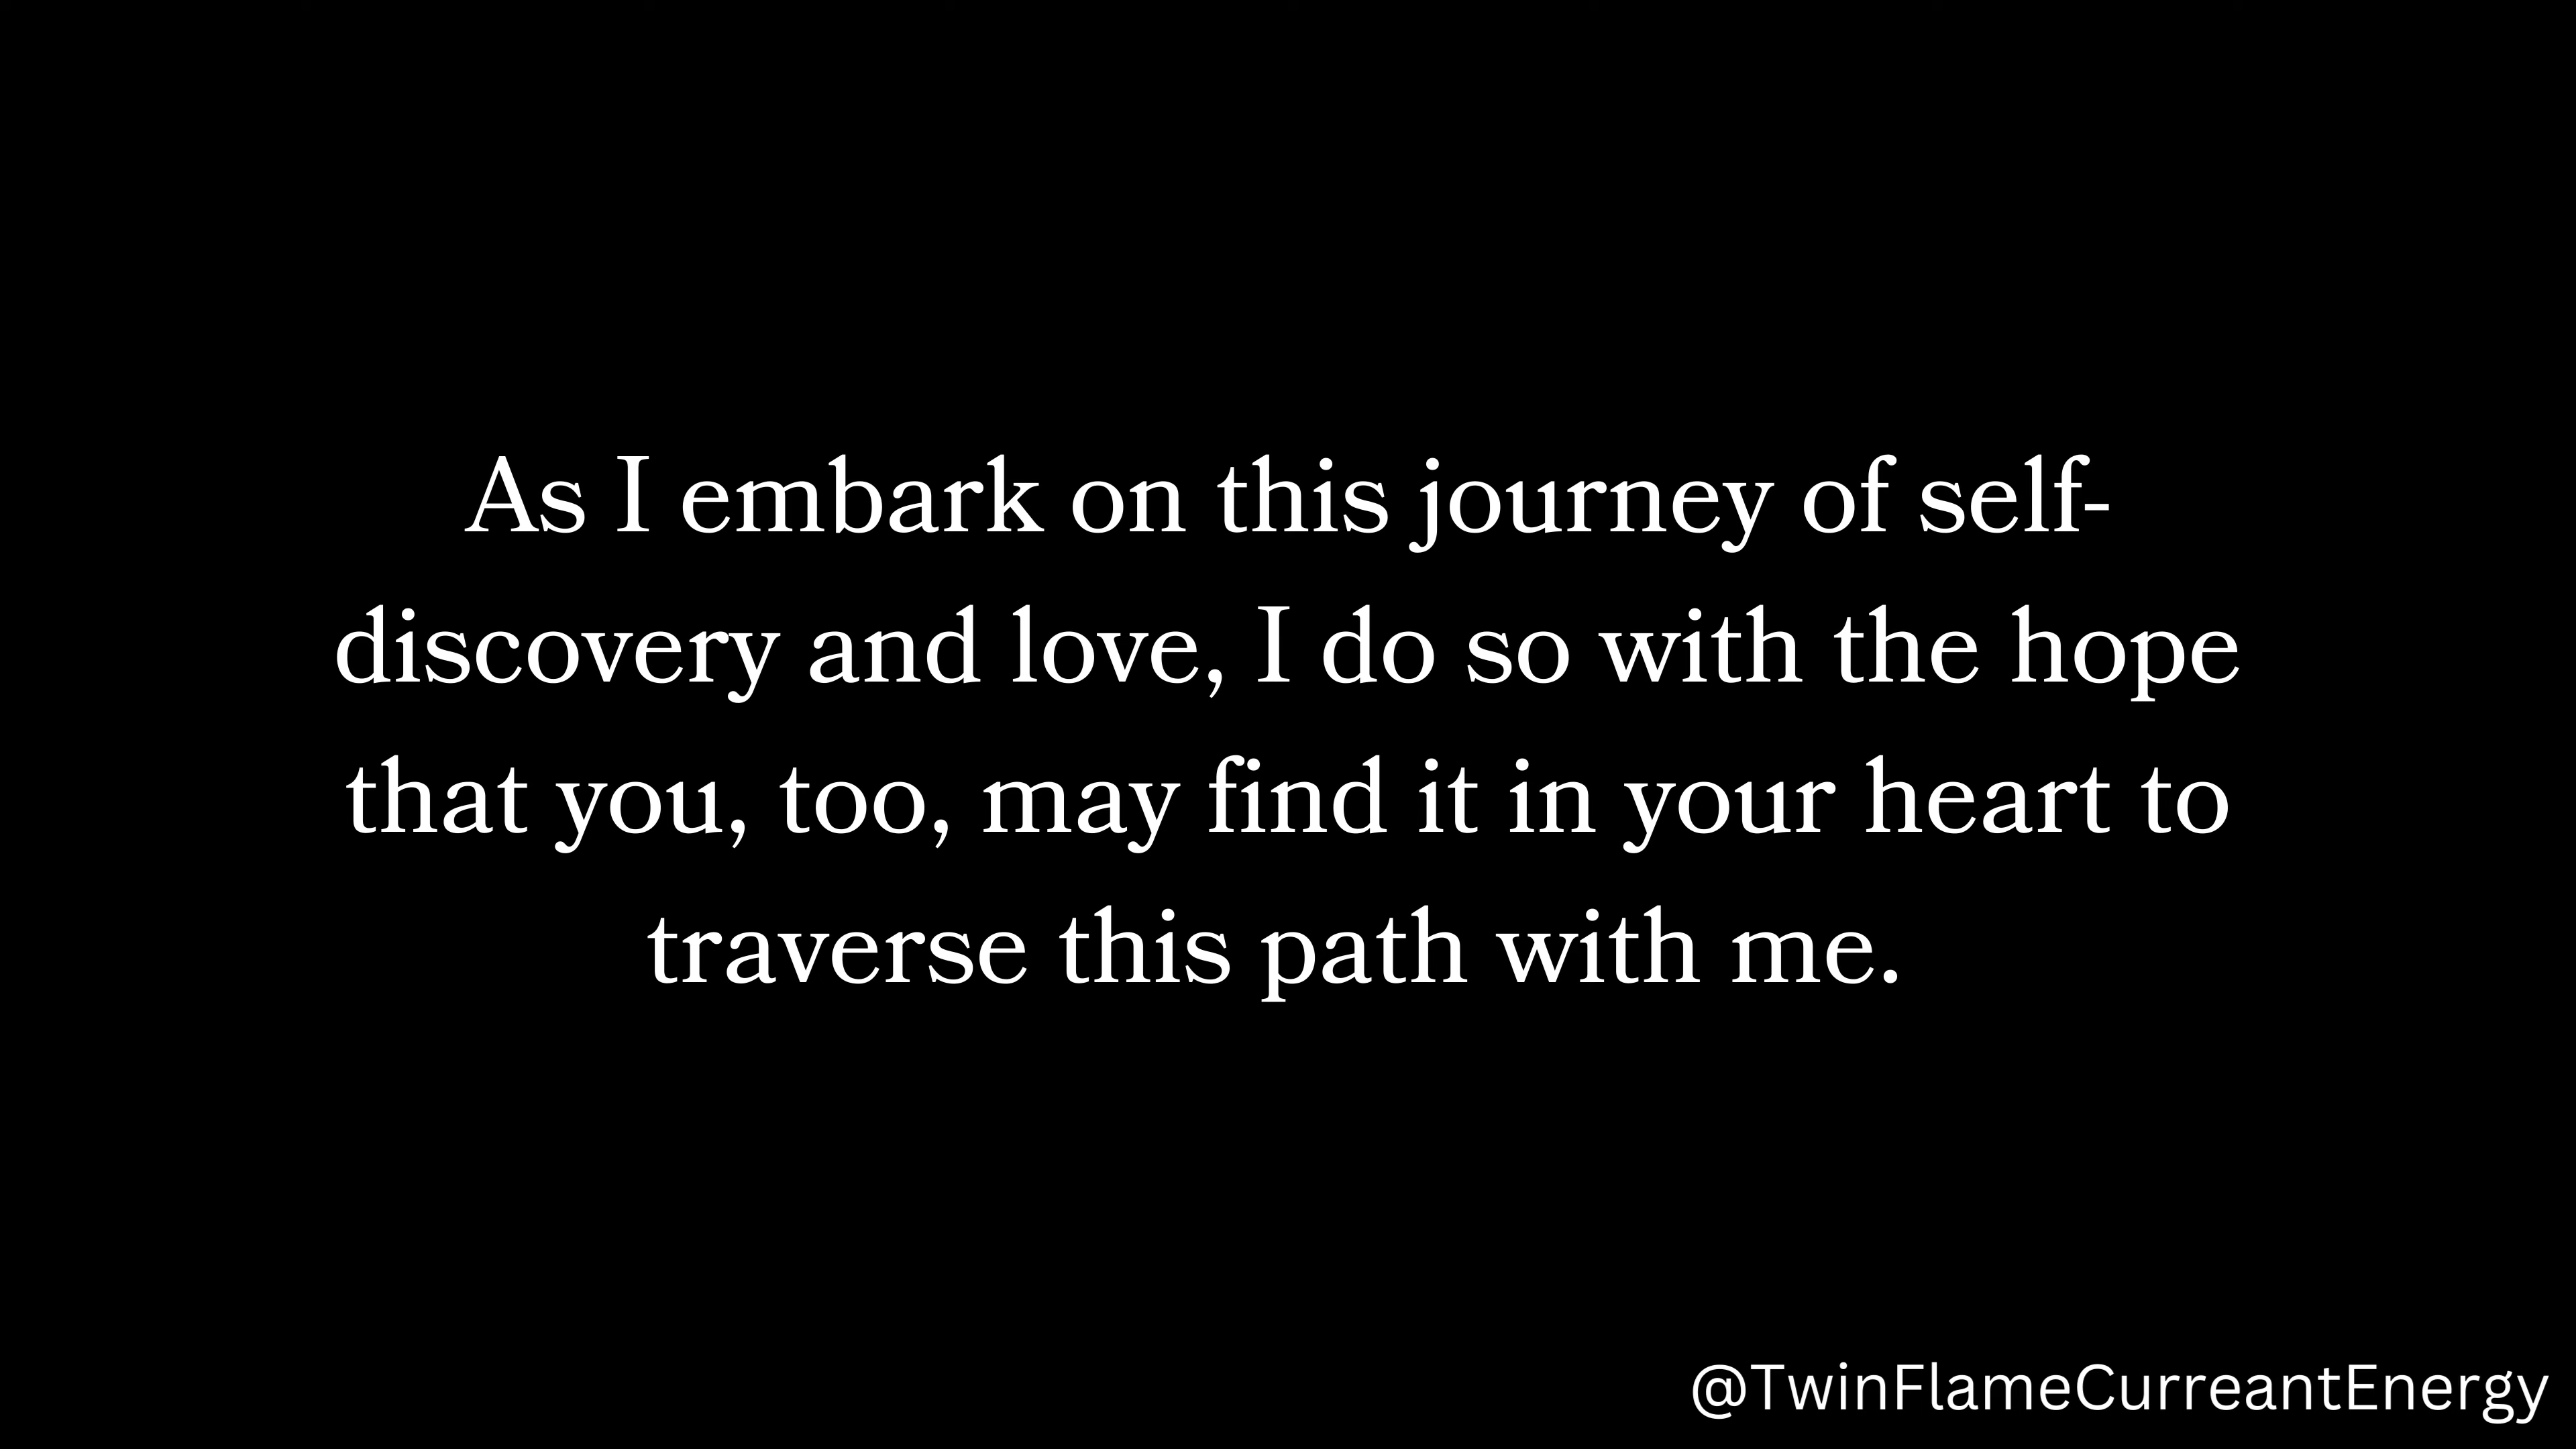 As I embark on this journey of self-
discovery and love, I do so with the hope
that you, too, may find it in your heart to
traverse this path with me.
@TwinFlameCurreantEnergy